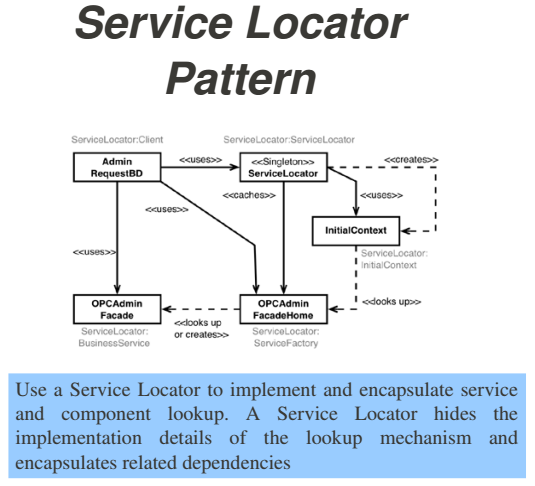 Service Locator
Pattern
ServiceLocator:Client
ServiceLocator:ServiceLocator
Admin
RequestBD
<<uses>>
<<Singleton>>
ServiceLocator
<<creates>>
<<uses>>
<<caches>>
<<uses>>
InitialContext
<<uses>>
ServiceLocator:
InitialContext
OPCAdmin
Facade
<<looks up
or creates>>
OPCAdmin
FacadeHome
<<looks up>>
ServiceLocator:
BusinessService
ServiceLocator:
ServiceFactory
Use a Service Locator to implement and encapsulate service
and component lookup. A Service Locator hides the
implementation details of the lookup mechanism and
encapsulates related dependencies